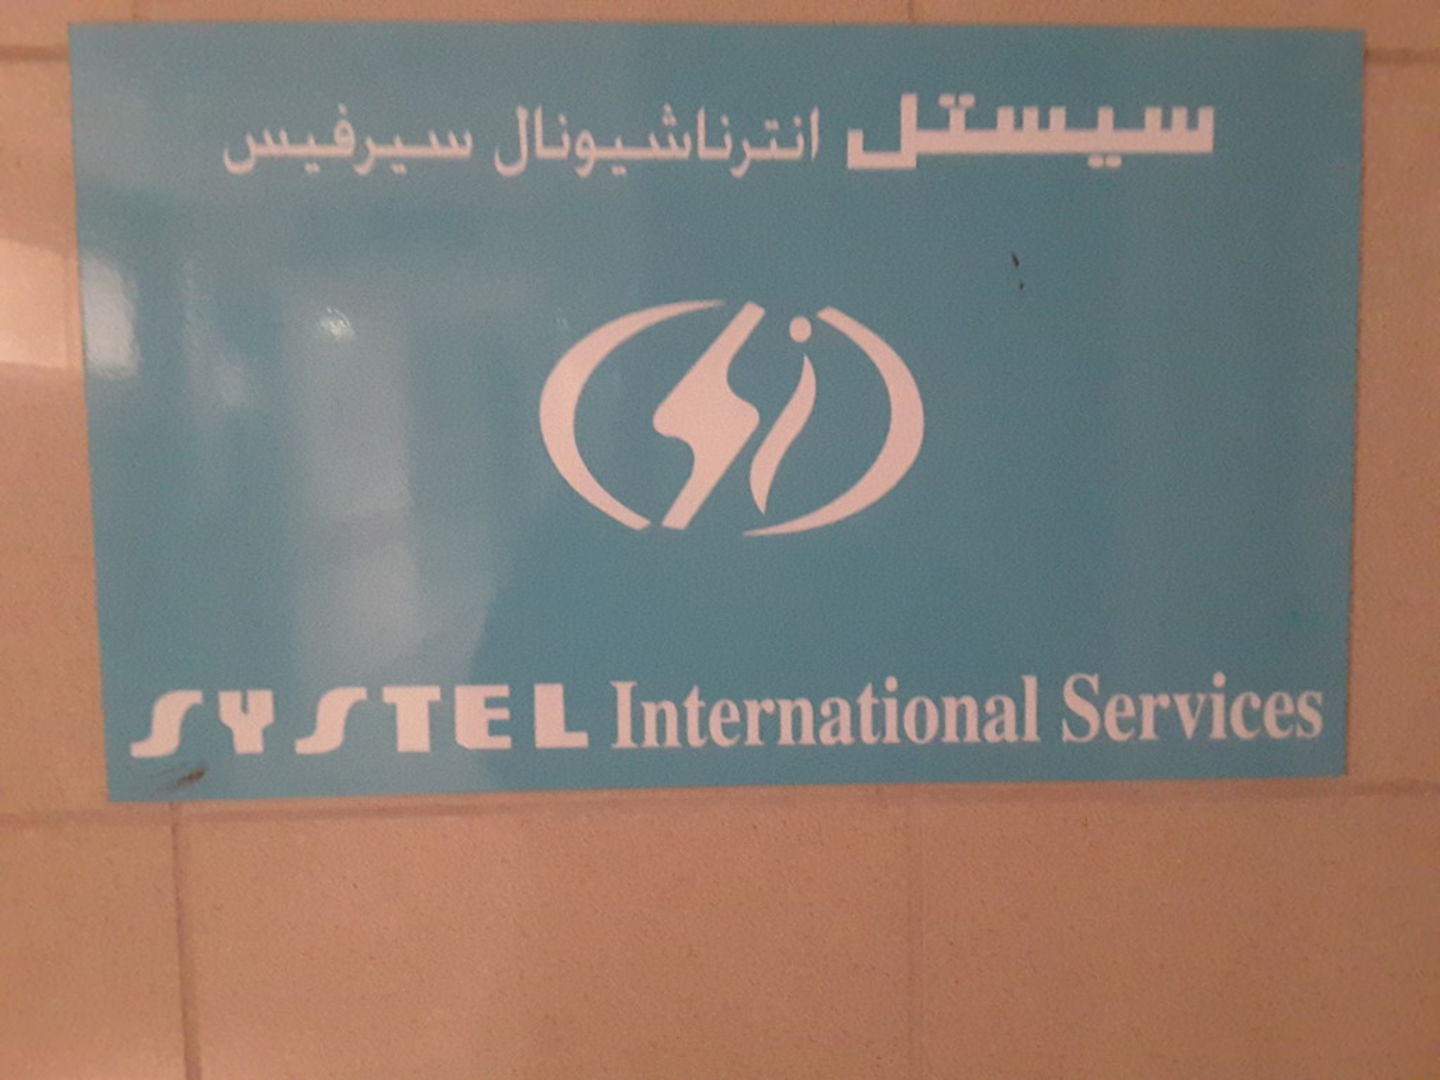 سيستل انترناشيونال سيرفيس
SYSTEL International Services